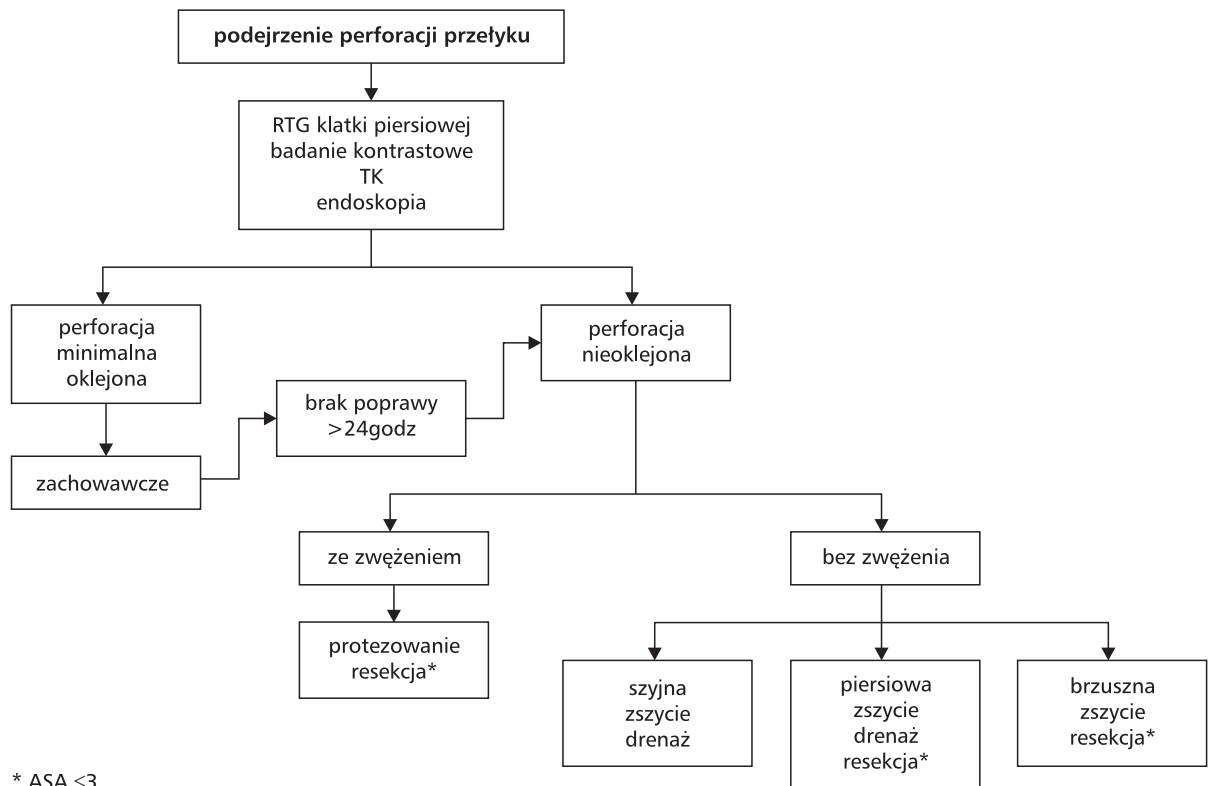 podejrzenie perforacji przełyku
RTG klatki piersiowej
badanie kontrastowe
TK
endoskopia
perforacja
minimalna
oklejona
perforacja
nieoklejona
brak poprawy
>24godz
zachowawcze
ze zwężeniem
bez zwężenia
protezowanie
resekcja*
szyjna
zszycie
drenaż
piersiowa
zszycie
drenaż
resekcja*
brzuszna
zszycie
resekcja*
* ASA <3